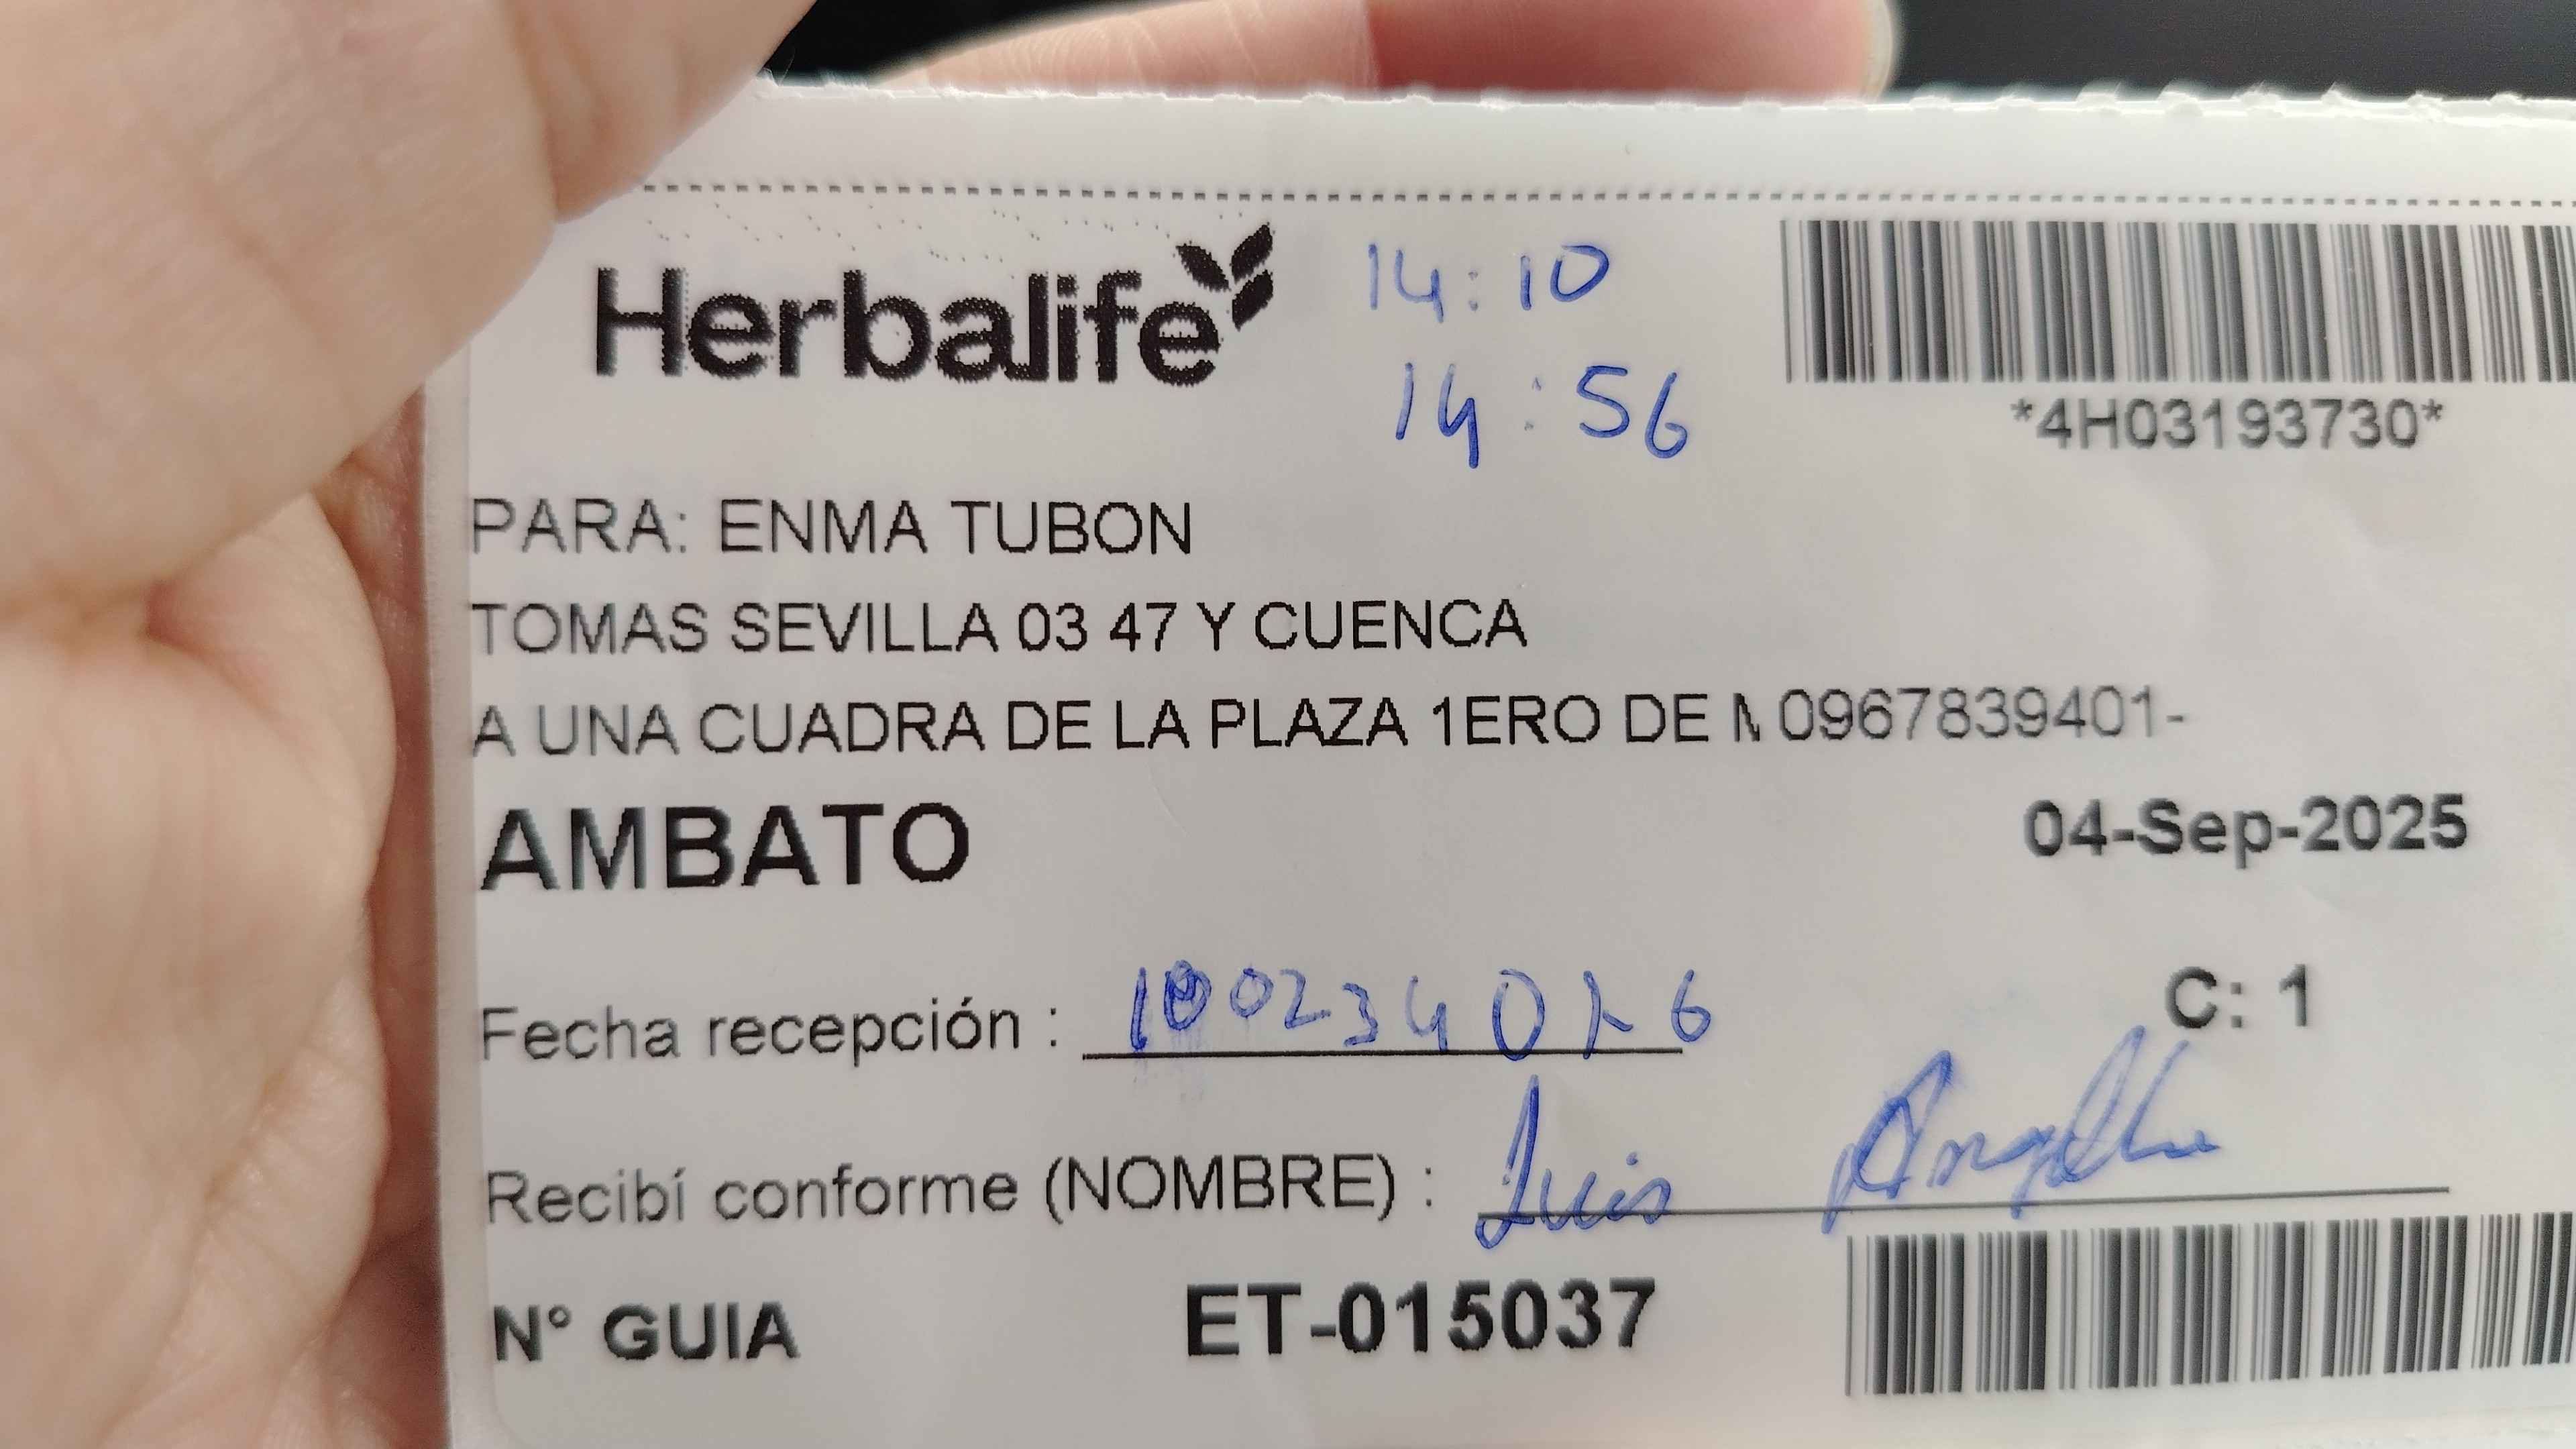 Herbalife
14:10
14:56
*4H03193730*
PARA: ENMA TUBON
TOMAS SEVILLA 03 47 Y CUENCA
A UNA CUADRA DE LA PLAZA 1ERO DE M 0967839401-
AMBATO
04-Sep-2025
C: 1
Fecha recepción :
Recibí conforme (NOMBRE) : Luis
N° GUIA ET-015037